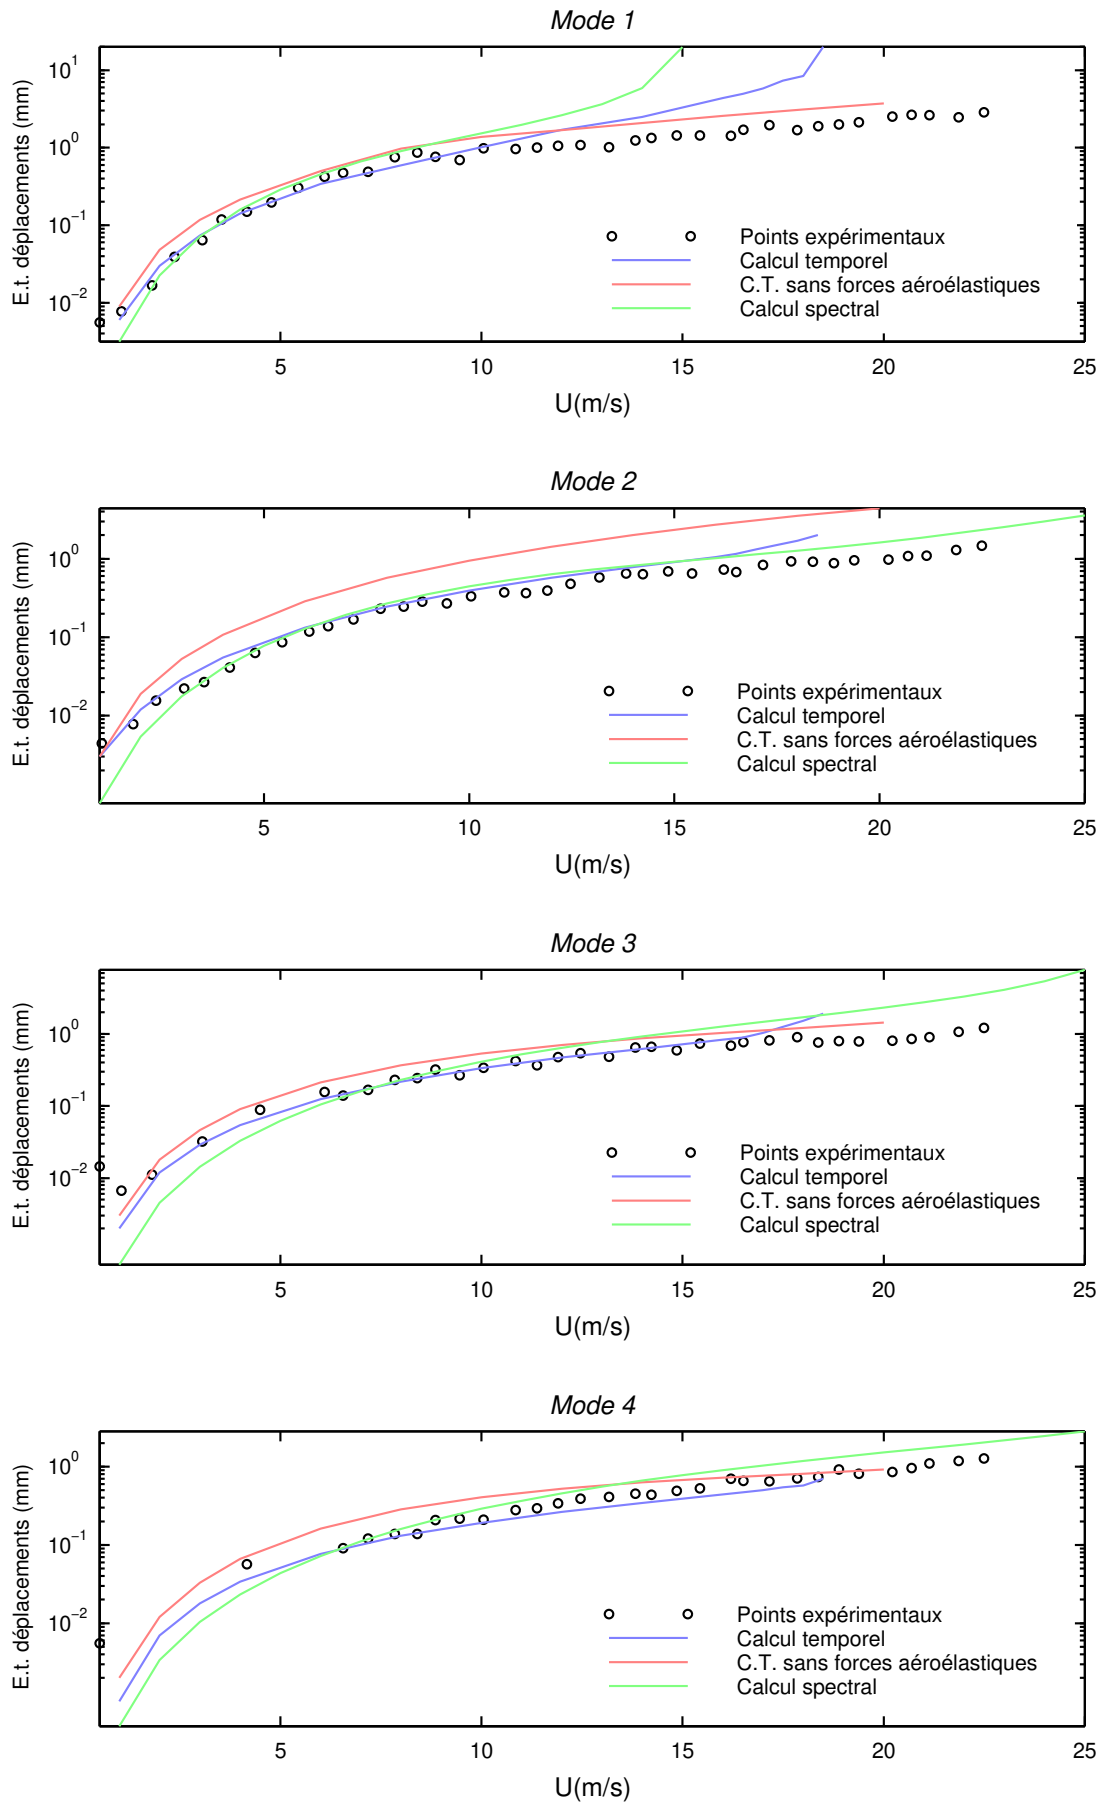 Mode 1
E.t. déplacements (mm)
10^1
10^0
10^−1
10^−2
Points expérimentaux
Calcul temporel
C.T. sans forces aéroélastiques
Calcul spectral
5 10 15 20 25
U(m/s)
Mode 2
E.t. déplacements (mm)
10^0
10^−1
10^−2
Points expérimentaux
Calcul temporel
C.T. sans forces aéroélastiques
Calcul spectral
5 10 15 20 25
U(m/s)
Mode 3
E.t. déplacements (mm)
10^0
10^−1
10^−2
Points expérimentaux
Calcul temporel
C.T. sans forces aéroélastiques
Calcul spectral
5 10 15 20 25
U(m/s)
Mode 4
E.t. déplacements (mm)
10^0
10^−1
10^−2
Points expérimentaux
Calcul temporel
C.T. sans forces aéroélastiques
Calcul spectral
5 10 15 20 25
U(m/s)